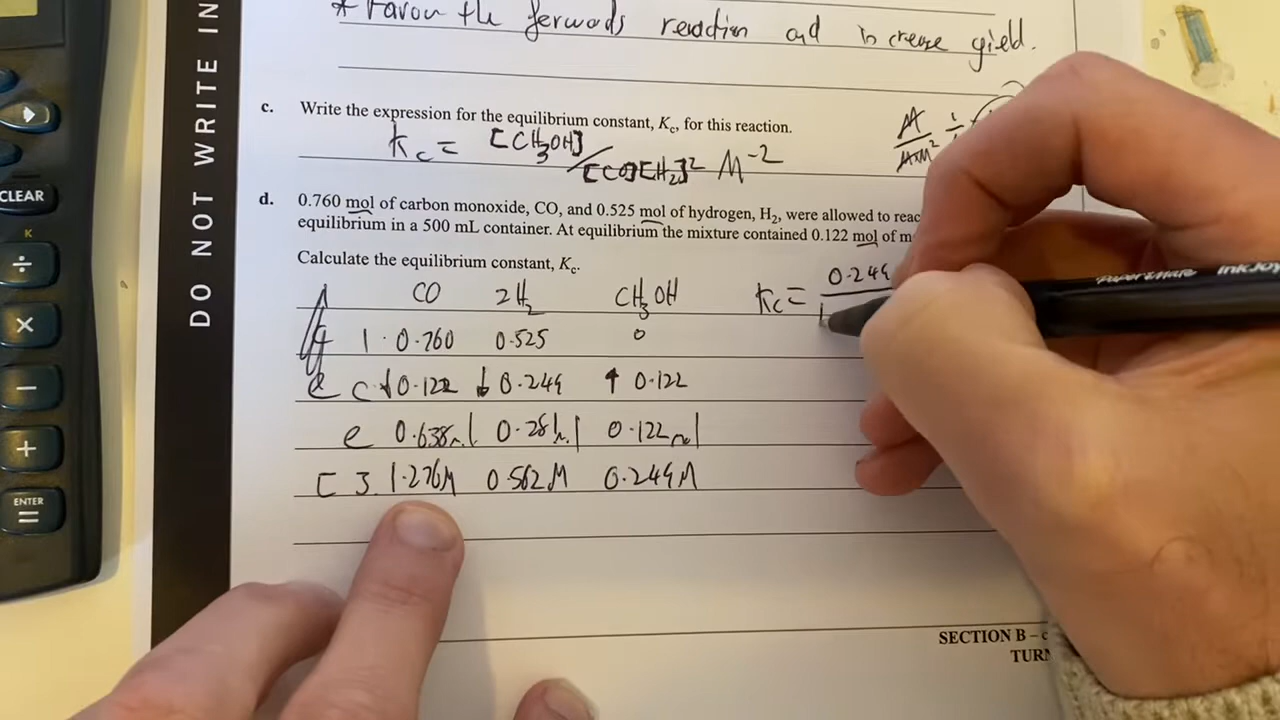 * Favour the forwards reaction and increase yield.
DO NOT WRITE IN
c. Write the expression for the equilibrium constant, Kc, for this reaction.
Kc = [CH3OH]/[CO][H2]² M⁻²
d. 0.760 mol of carbon monoxide, CO, and 0.525 mol of hydrogen, H2, were allowed to reac
equilibrium in a 500 mL container. At equilibrium the mixture contained 0.122 mol of m
Calculate the equilibrium constant, Kc.
CO 2H2 CH3OH
Kc = 0.244
I 0.760 0.525 0
C ↓0.122 ↓0.244 ↑0.122
e 0.638mol 0.281mol 0.122mol
[ ] 1.276M 0.562M 0.244M
SECTION B –
TURN
CLEAR
K
÷
×
−
+
ENTER
=